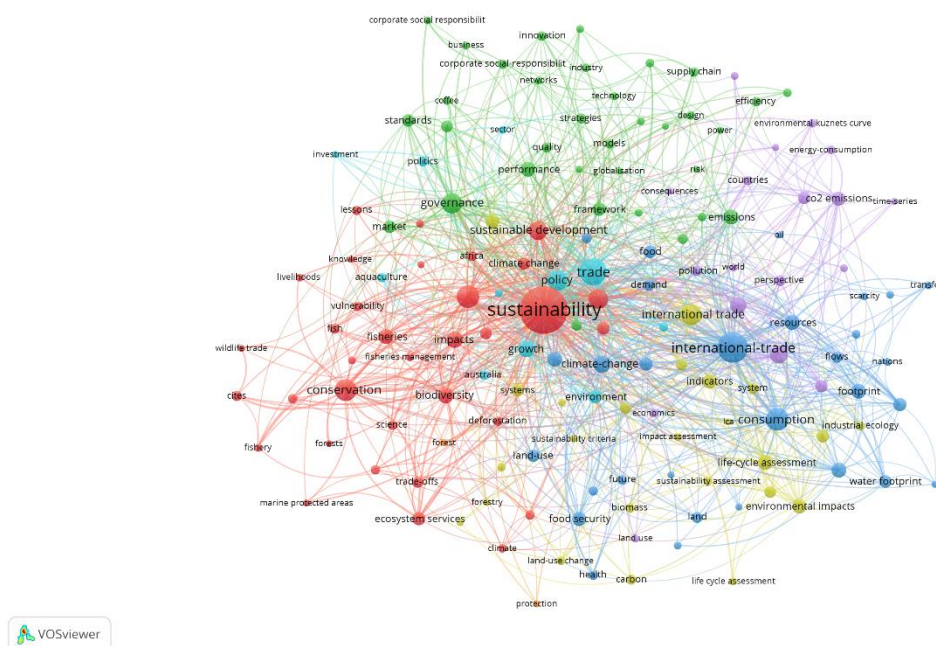 corporate social responsibilit
innovation
business
corporate social responsibilit
industry
supply chain
networks
coffee
technology
efficiency
standards
strategies
design
power
environmental kuznets curve
sector
quality
models
energy-consumption
investment
politics
performance
globalisation
risk
countries
consequences
co2 emissions
time-series
governance
lessons
framework
emissions
market
sustainable development
oil
knowledge
africa
climate change
food
livelihoods
aquaculture
policy
trade
demand
pollution
world
perspective
transfe
scarcity
vulnerability
sustainability
international trade
resources
fish
fisheries
impacts
wildlife trade
fisheries management
growth
international-trade
flows
nations
climate-change
australia
conservation
biodiversity
systems
environment
indicators
system
footprint
cites
science
deforestation
economics
lca
consumption
industrial ecology
fishery
forests
forest
sustainability criteria
impact assessment
land-use
life-cycle assessment
trade-offs
future
sustainability assessment
water footprint
marine protected areas
forestry
biomass
environmental impacts
ecosystem services
food security
land
climate
land use
land-use change
health
carbon
life cycle assessment
protection
VOSviewer